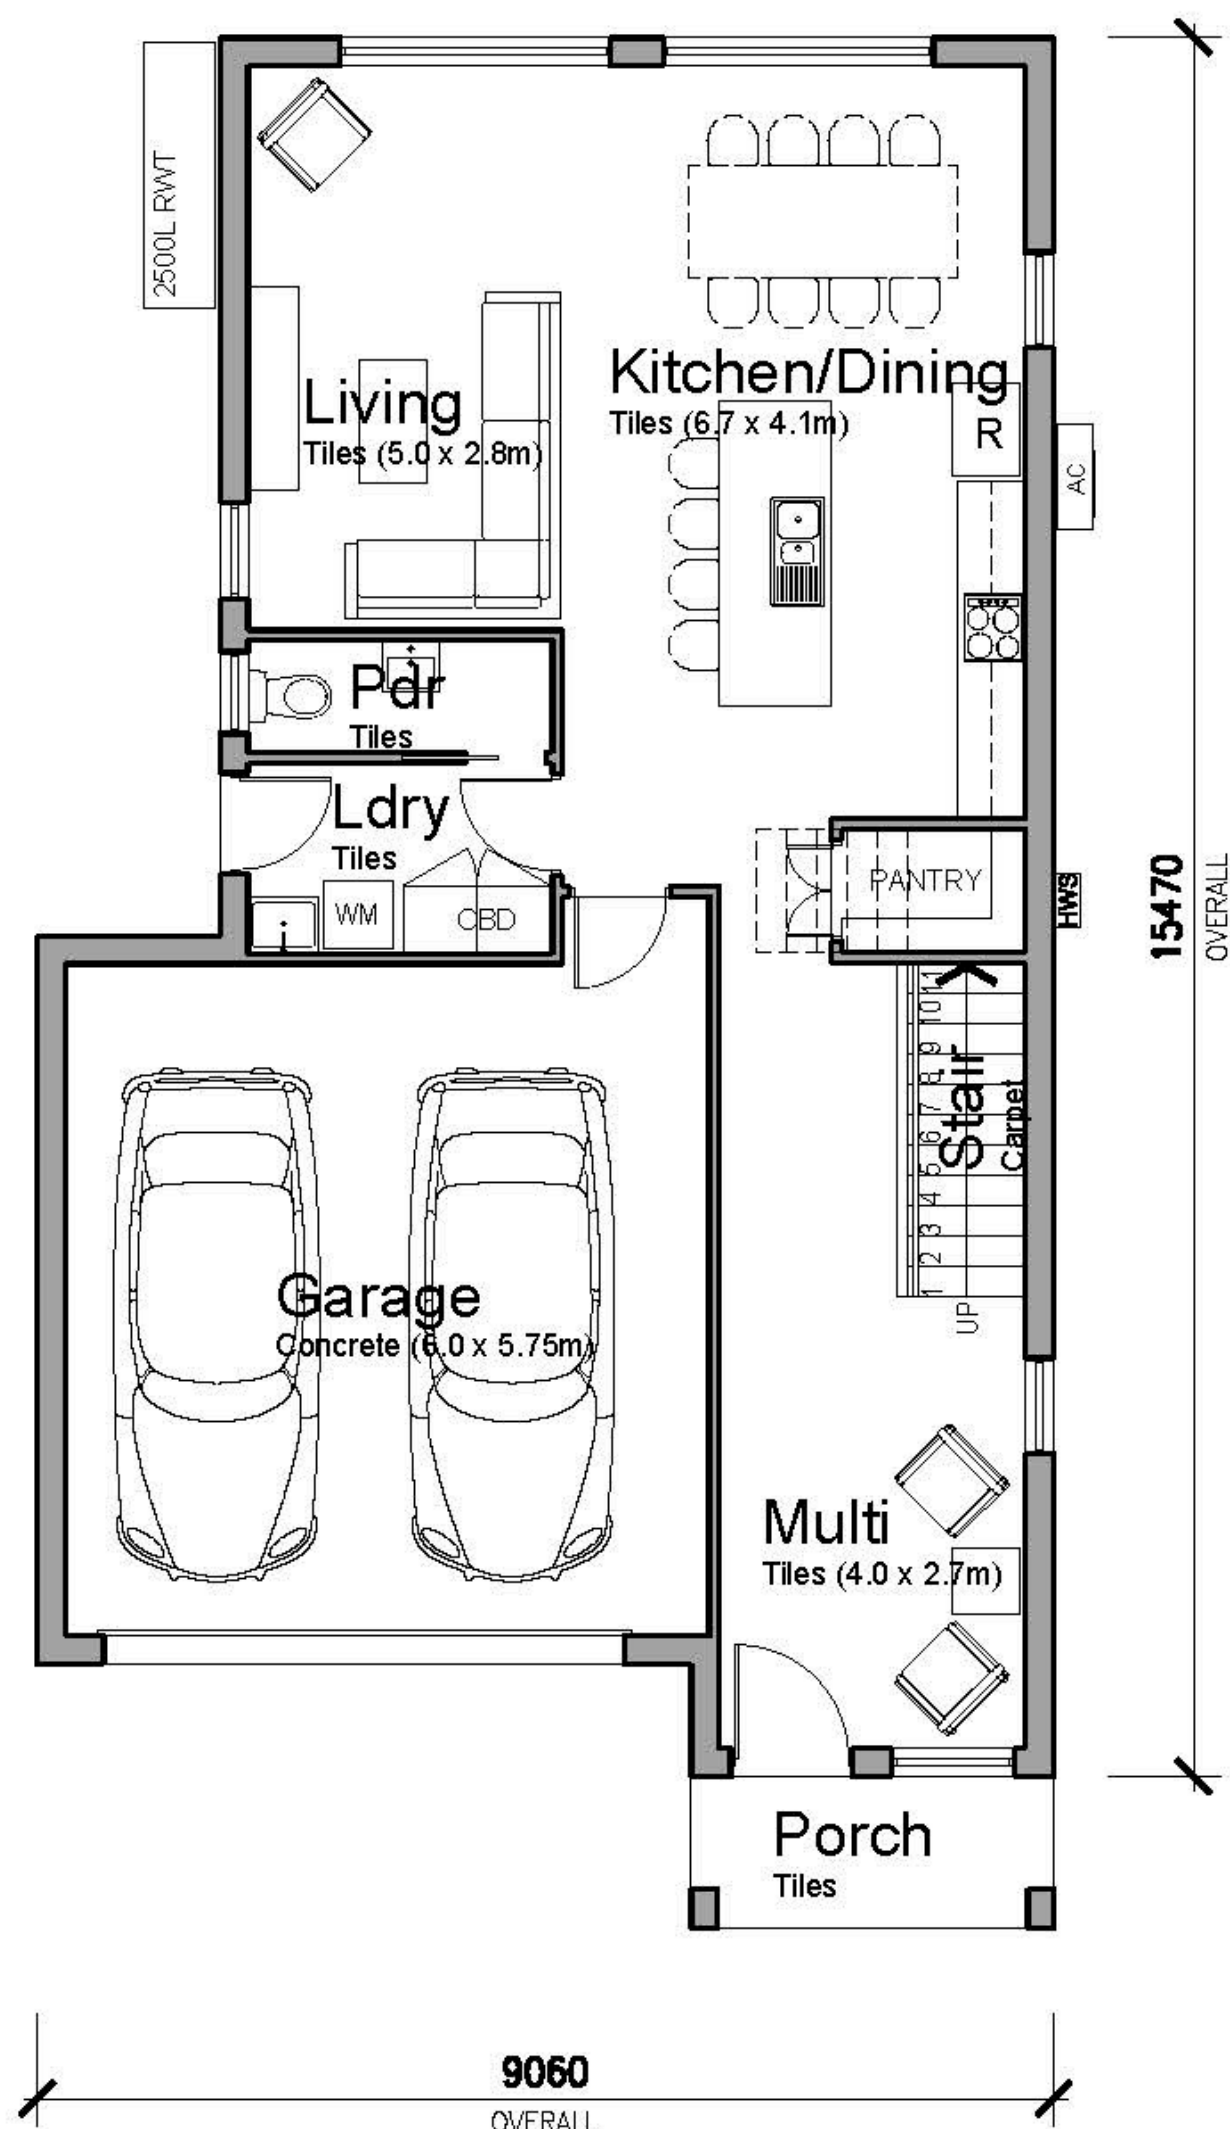 2500L RWT
Kitchen/Dining
Tiles (6.7 x 4.1m)
R
Living
Tiles (5.0 x 2.8m)
AC
Pdr
Tiles
Ldry
Tiles
PANTRY
WM
CBD
HWS
15470
OVERALL
11
10
9
8
7
6
5
4
3
2
1
Stair
Carpet
UP
Garage
Concrete (6.0 x 5.75m)
Multi
Tiles (4.0 x 2.7m)
Porch
Tiles
9060
OVERALL